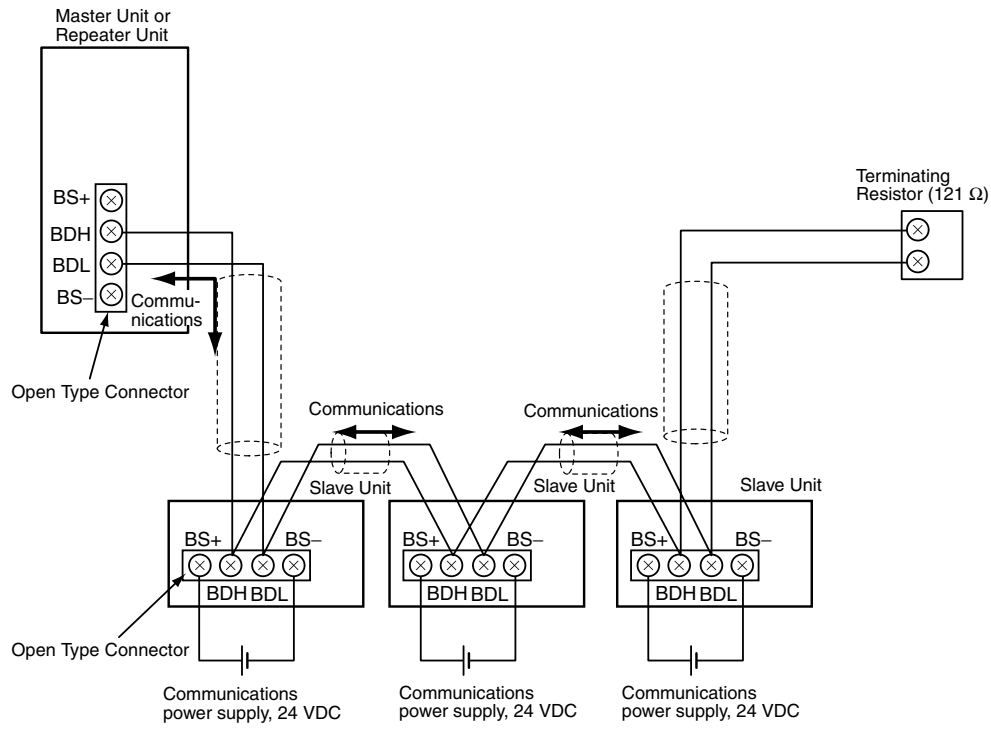 Master Unit or
Repeater Unit
Terminating
Resistor (121 Ω)
BS+
BDH
BDL
BS–
Commu-
nications
Open Type Connector
Communications
Communications
Slave Unit
Slave Unit
Slave Unit
BS+ BS–
BS+ BS–
BS+ BS–
BDH BDL
BDH BDL
BDH BDL
Open Type Connector
Communications
power supply, 24 VDC
Communications
power supply, 24 VDC
Communications
power supply, 24 VDC